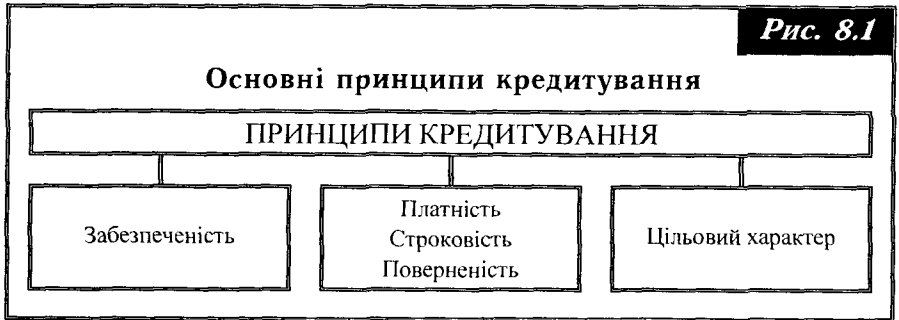 Рис. 8.1
Основні принципи кредитування
ПРИНЦИПИ КРЕДИТУВАННЯ
Забезпеченість
Платність
Строковість
Поверненість
Цільовий характер